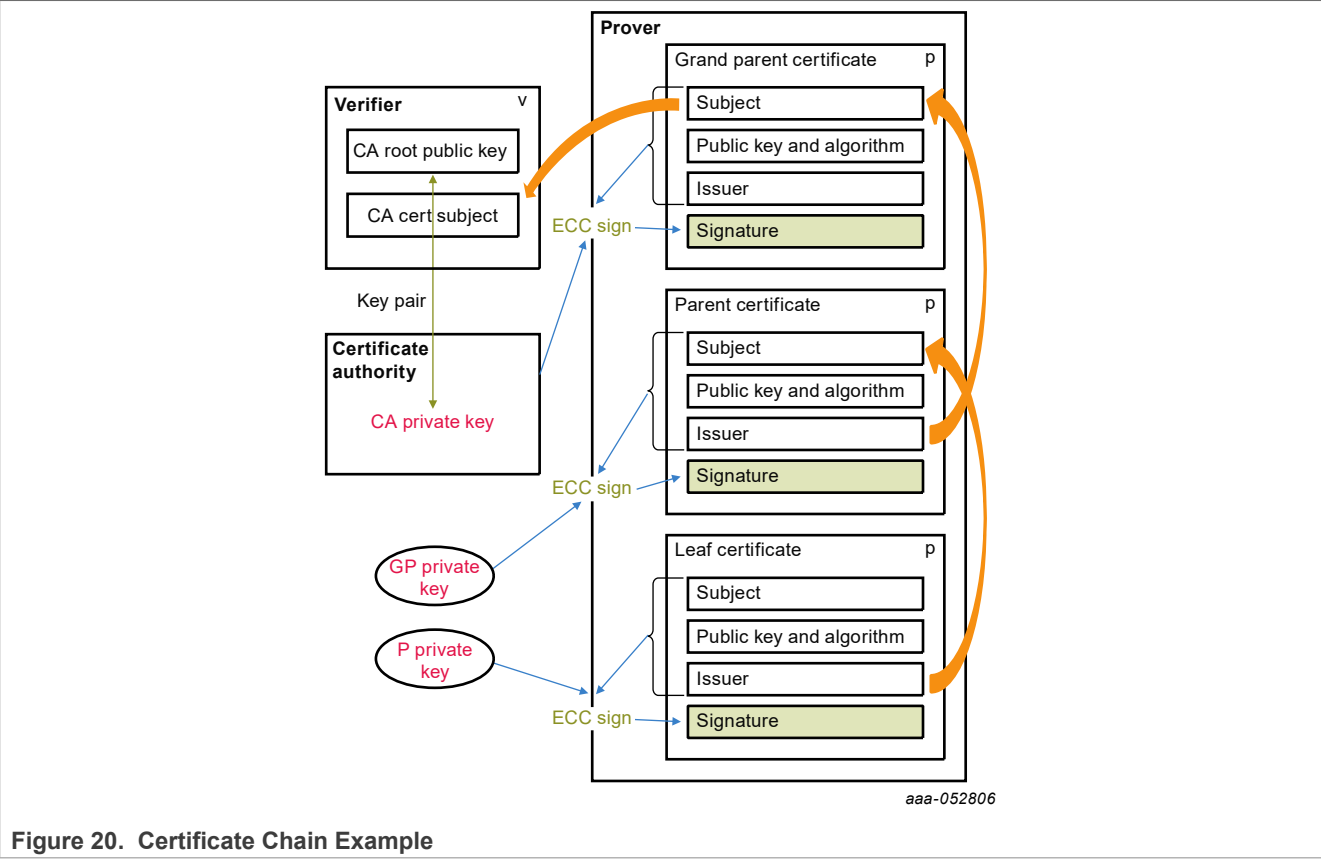 Prover
Grand parent certificate
p
Subject
Public key and algorithm
Issuer
Signature
Verifier
v
CA root public key
CA cert subject
ECC sign
Key pair
Certificate
authority
CA private key
Parent certificate
p
Subject
Public key and algorithm
Issuer
Signature
ECC sign
GP private
key
P private
key
Leaf certificate
p
Subject
Public key and algorithm
Issuer
Signature
ECC sign
aaa-052806
Figure 20. Certificate Chain Example